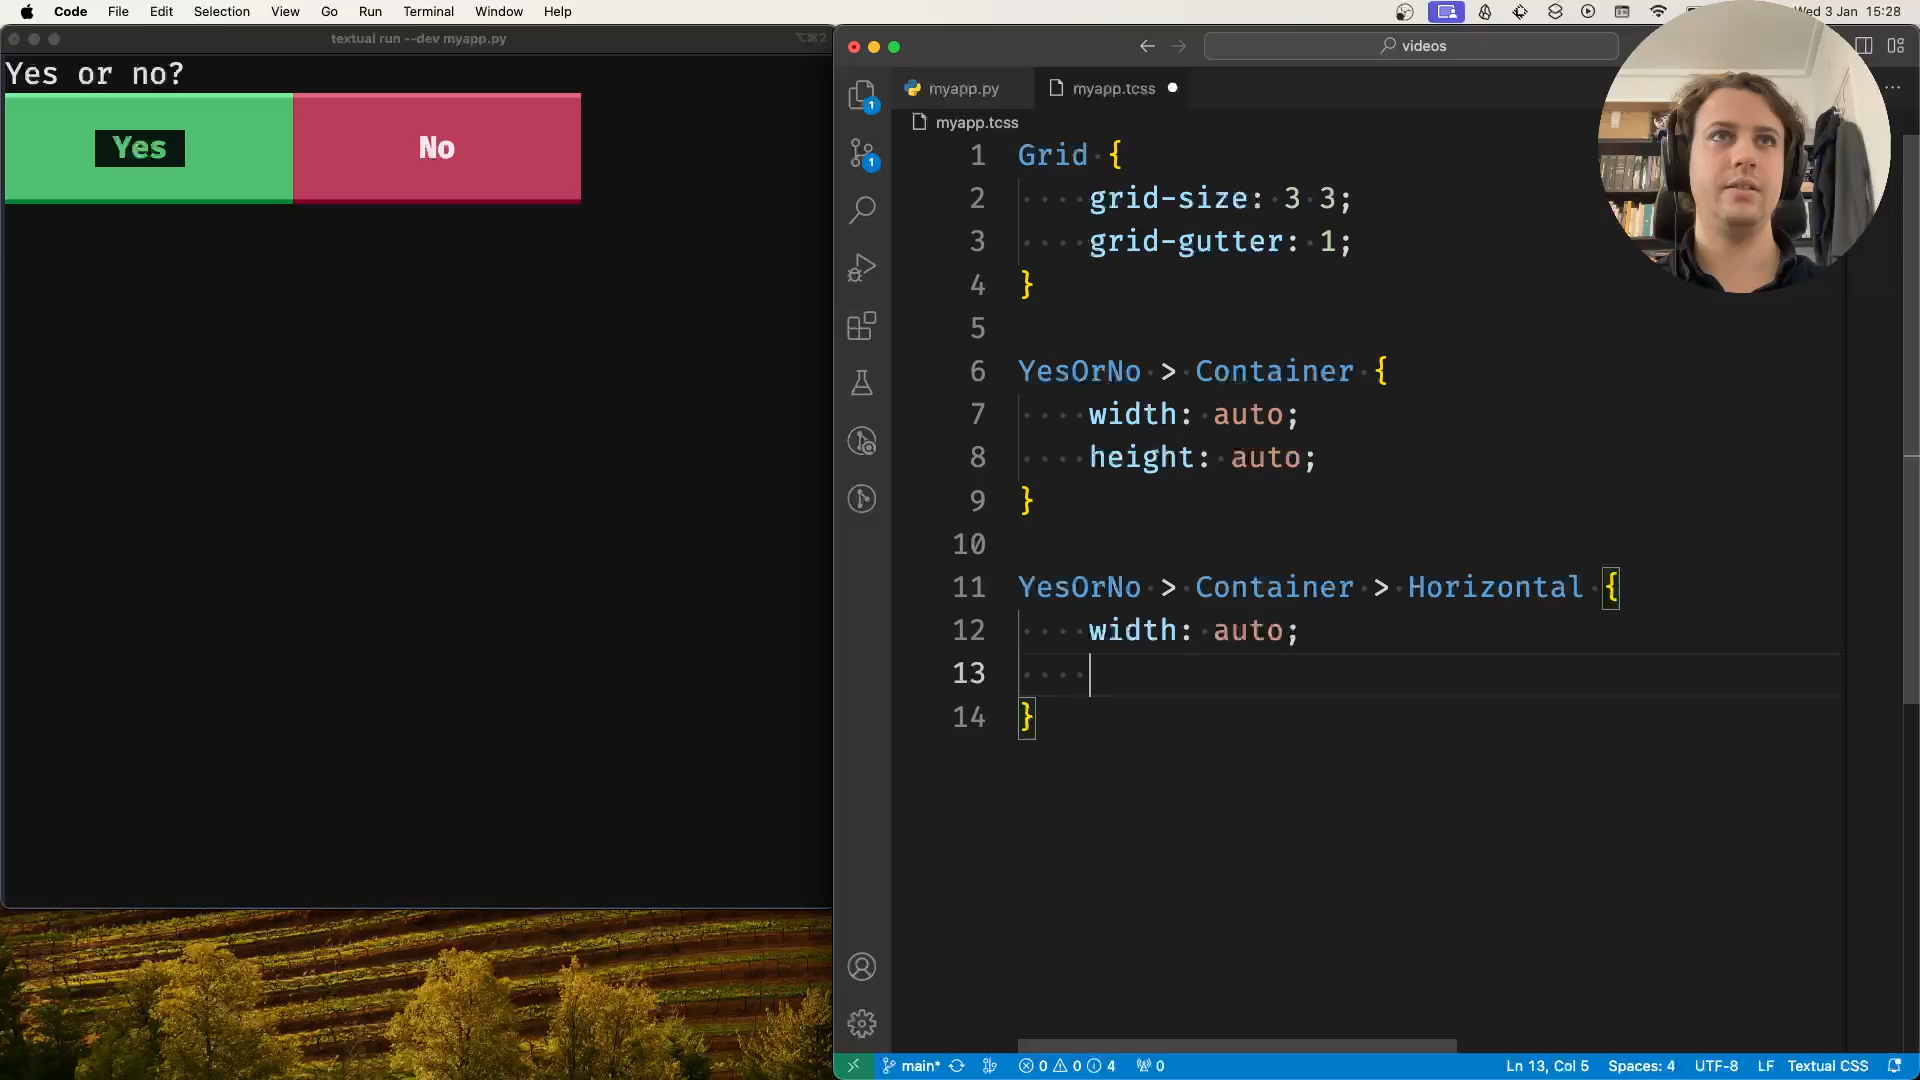 Code File Edit Selection View Go Run Terminal Window Help
Wed 3 Jan 15:28
textual run --dev myapp.py
⌥⌘2
Yes or no?
Yes
No
videos
myapp.py
myapp.tcss
myapp.tcss
1 Grid {
2 grid-size: 3 3;
3 grid-gutter: 1;
4 }
5
6 YesOrNo > Container {
7 width: auto;
8 height: auto;
9 }
10
11 YesOrNo > Container > Horizontal {
12 width: auto;
13
14 }
1
1
main* 0 0 4 0
Ln 13, Col 5 Spaces: 4 UTF-8 LF Textual CSS